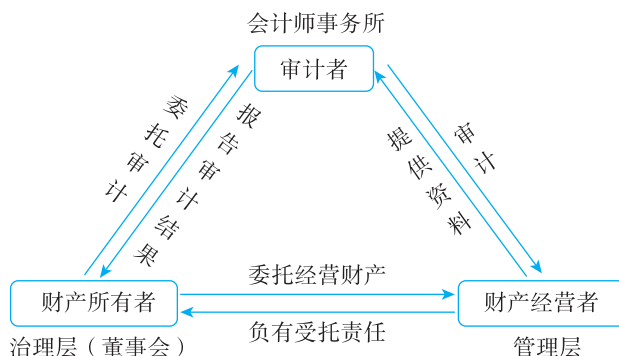 会计师事务所
审计者
委托审计
报告审计结果
提供资料
审计
委托经营财产
财产所有者
财产经营者
负有受托责任
治理层（董事会）
管理层